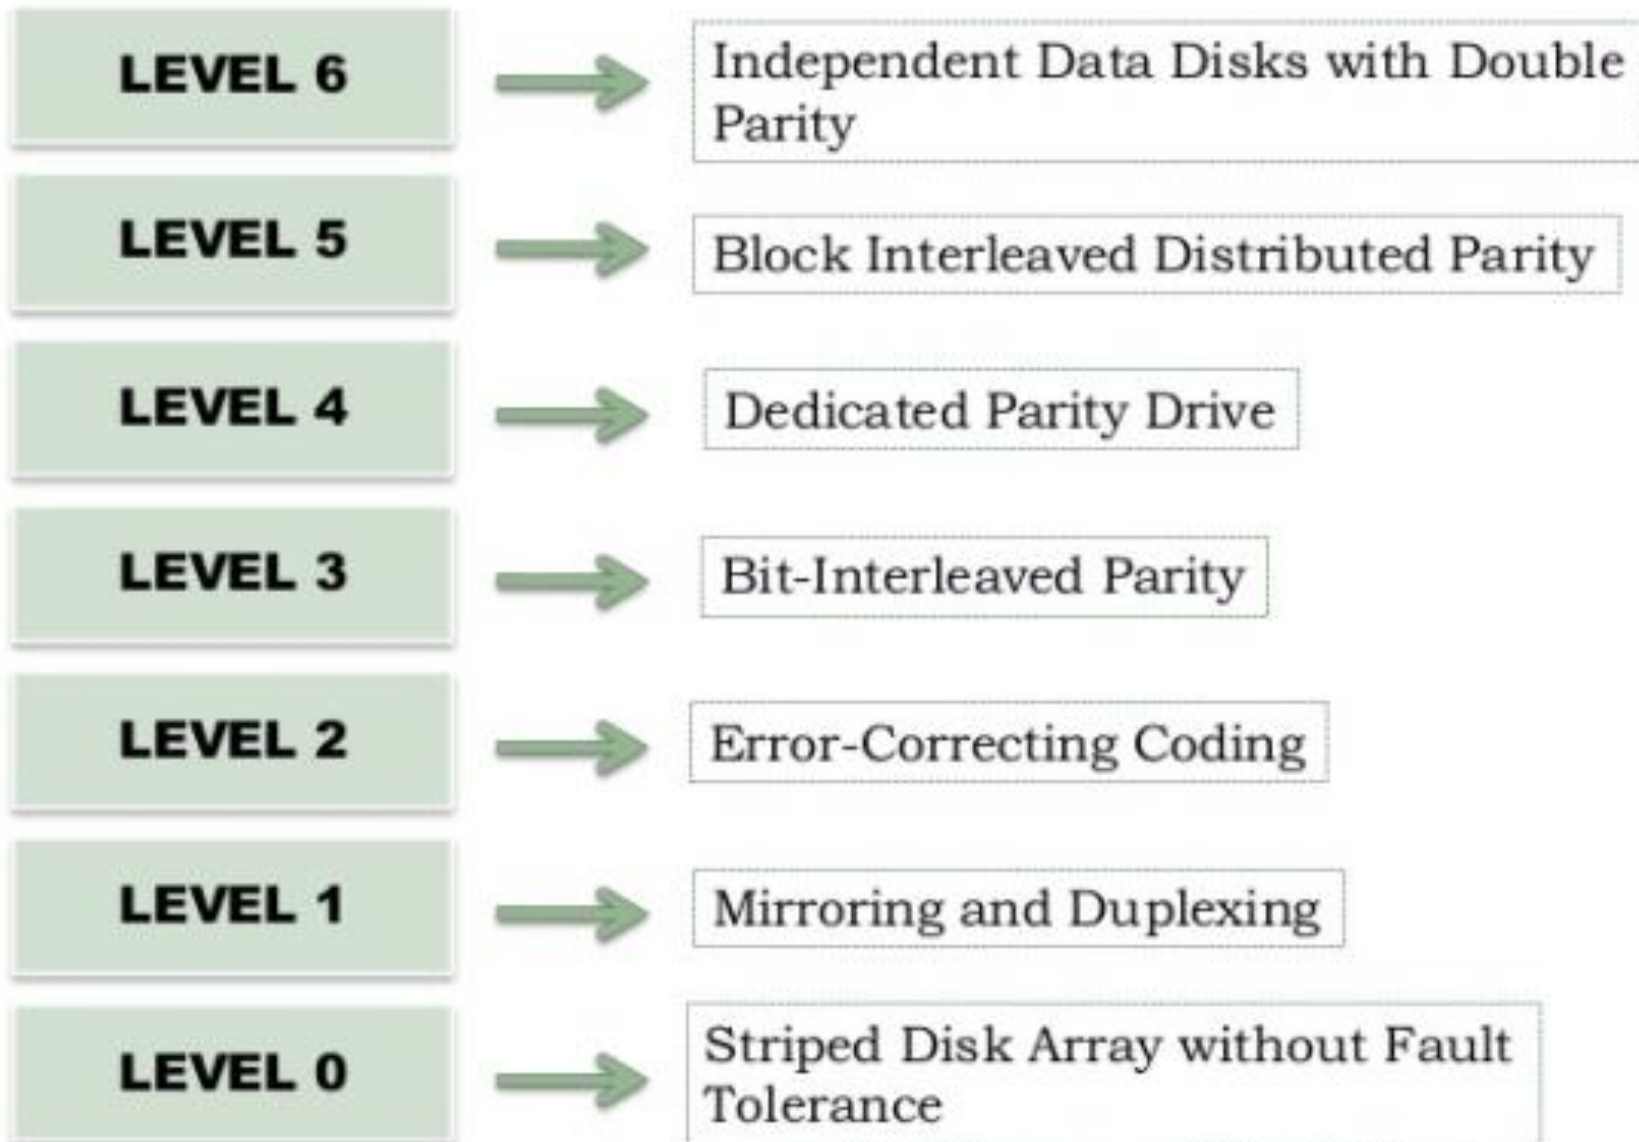 LEVEL 6
Independent Data Disks with Double
Parity
LEVEL 5
Block Interleaved Distributed Parity
LEVEL 4
Dedicated Parity Drive
LEVEL 3
Bit-Interleaved Parity
LEVEL 2
Error-Correcting Coding
LEVEL 1
Mirroring and Duplexing
LEVEL 0
Striped Disk Array without Fault
Tolerance